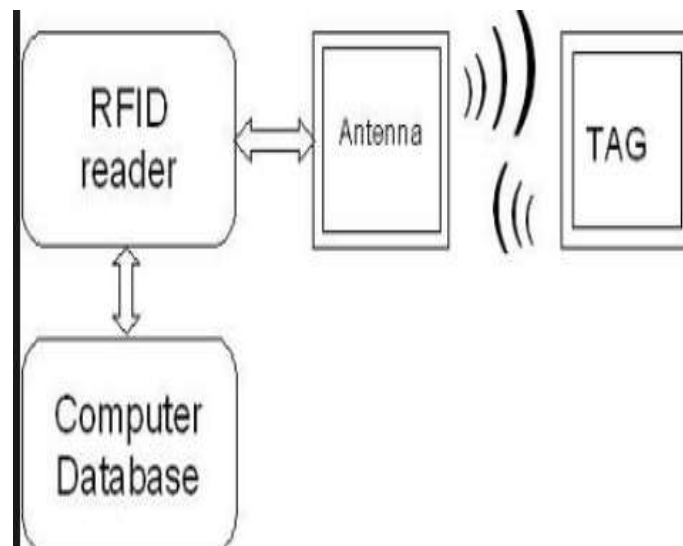 RFID
reader
Antenna
TAG
Computer
Database